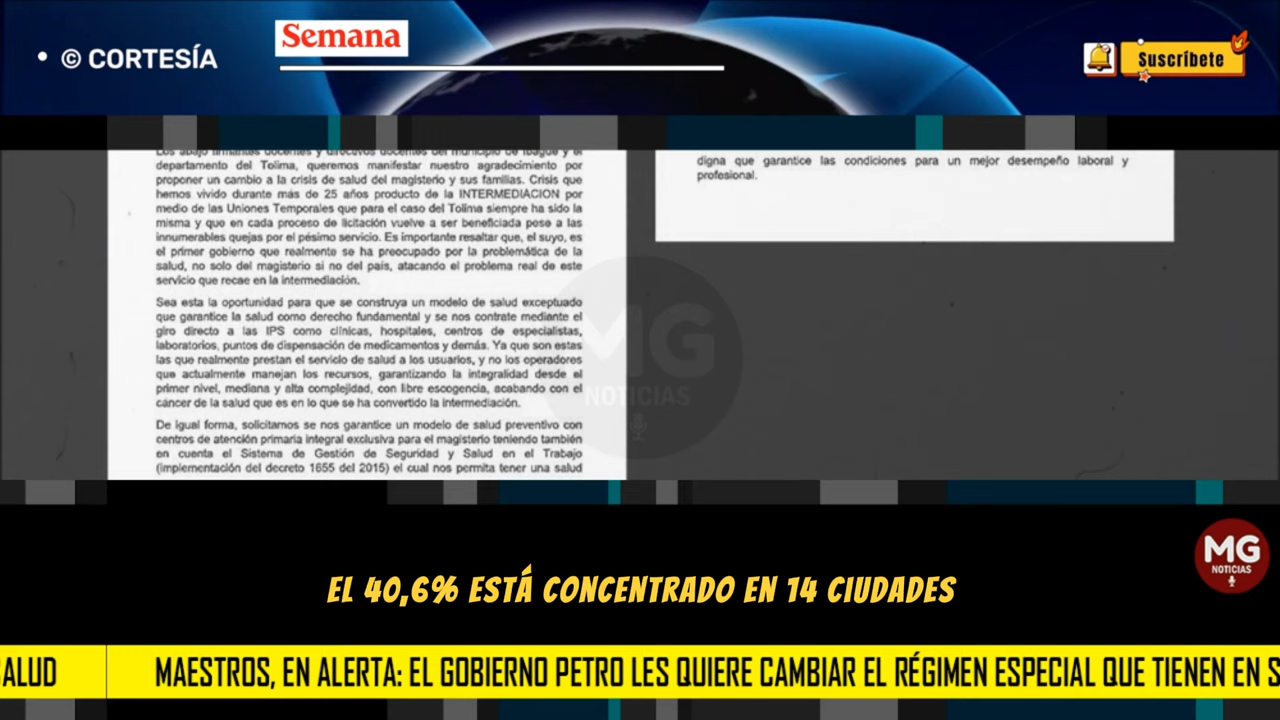 • © CORTESÍA
Semana
Suscríbete
Los abajo firmantes docentes y directivos docentes del municipio de Ibagué y el
departamento del Tolima, queremos manifestar nuestro agradecimiento por
proponer un cambio a la crisis de salud del magisterio y sus familias. Crisis que
hemos vivido durante más de 25 años producto de la INTERMEDIACION por
medio de las Uniones Temporales que para el caso del Tolima siempre ha sido la
misma y que en cada proceso de licitación vuelve a ser beneficiada pese a las
innumerables quejas por el pésimo servicio. Es importante resaltar que, el suyo, es
el primer gobierno que realmente se ha preocupado por la problemática de la
salud, no solo del magisterio si no del país, atacando el problema real de este
servicio que recae en la intermediación.
Sea esta la oportunidad para que se construya un modelo de salud exceptuado
que garantice la salud como derecho fundamental y se nos contrate mediante el
giro directo a las IPS como clínicas, hospitales, centros de especialistas,
laboratorios, puntos de dispensación de medicamentos y demás. Ya que son estas
las que realmente prestan el servicio de salud a los usuarios, y no los operadores
que actualmente manejan los recursos, garantizando la integralidad desde el
primer nivel, mediana y alta complejidad, con libre escogencia, acabando con el
cáncer de la salud que es en lo que se ha convertido la intermediación.
De igual forma, solicitamos se nos garantice un modelo de salud preventivo con
centros de atención primaria integral exclusiva para el magisterio teniendo también
en cuenta el Sistema de Gestión de Seguridad y Salud en el Trabajo
(implementación del decreto 1655 del 2015) el cual nos permita tener una salud
digna que garantice las condiciones para un mejor desempeño laboral y
profesional.
MG
NOTICIAS
EL 40,6% ESTÁ CONCENTRADO EN 14 CIUDADES
MG
NOTICIAS
ALUD
MAESTROS, EN ALERTA: EL GOBIERNO PETRO LES QUIERE CAMBIAR EL RÉGIMEN ESPECIAL QUE TIENEN EN S